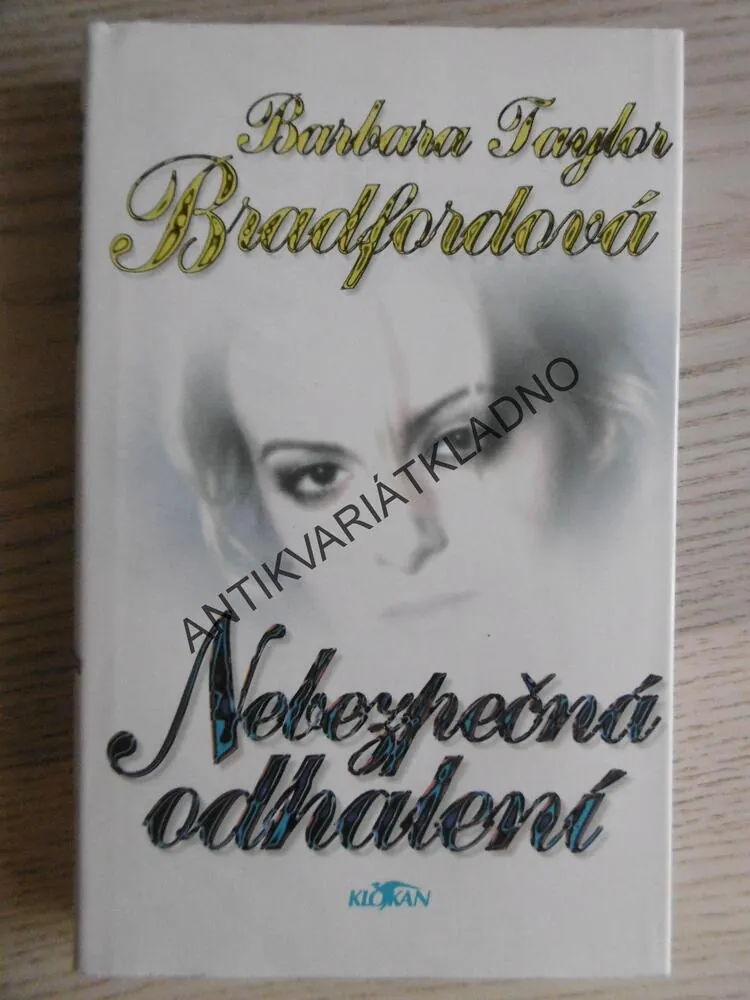 Barbara Taylor
Bradfordová
ANTIKVARIÁTKLADNO
Nebezpečná
odhalení
KLOKAN